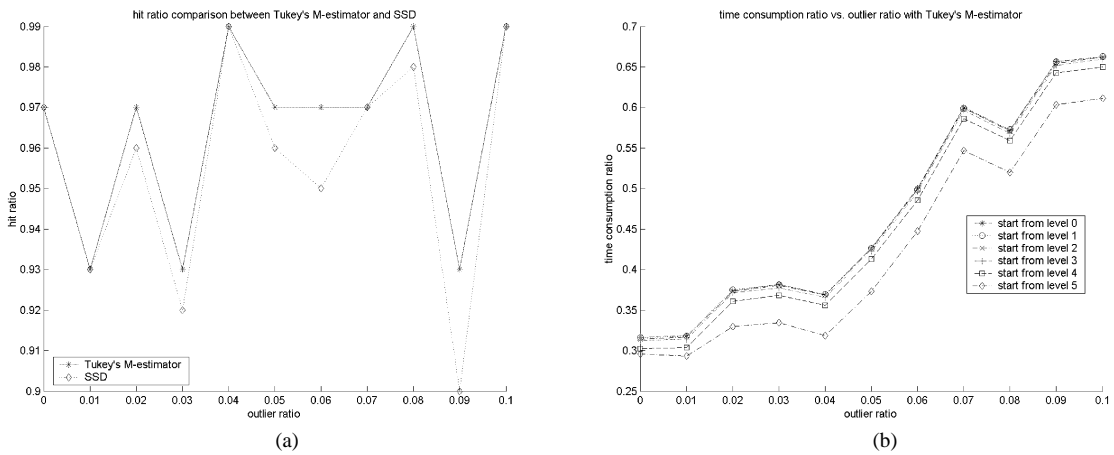 hit ratio comparison between Tukey's M-estimator and SSD
0.99
0.98
0.97
0.96
0.95
0.94
0.93
0.92
0.91
0.9
hit ratio
Tukey's M-estimator
SSD
0 0.01 0.02 0.03 0.04 0.05 0.06 0.07 0.08 0.09 0.1
outlier ratio
(a)
time consumption ratio vs. outlier ratio with Tukey's M-estimator
0.7
0.65
0.6
0.55
0.5
0.45
0.4
0.35
0.3
0.25
time consumption ratio
start from level 0
start from level 1
start from level 2
start from level 3
start from level 4
start from level 5
0 0.01 0.02 0.03 0.04 0.05 0.06 0.07 0.08 0.09 0.1
outlier ratio
(b)